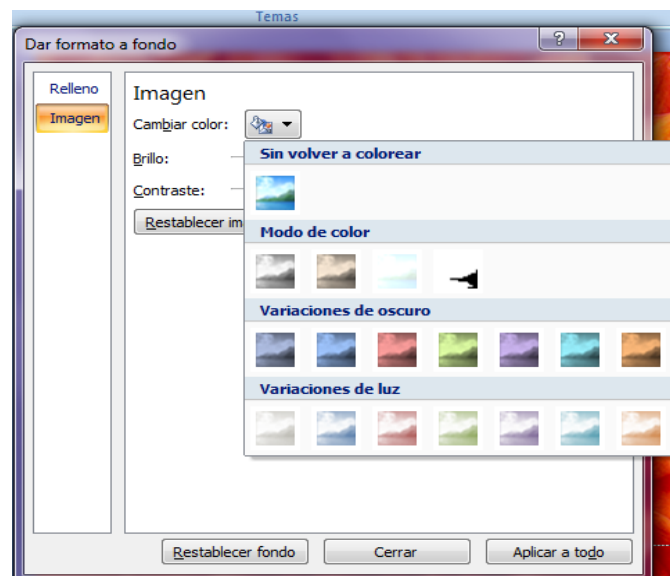 Temas
Dar formato a fondo
?
Relleno
Imagen
Imagen
Cambiar color:
Brillo:
Contraste:
Restablecer im
Sin volver a colorear
Modo de color
Variaciones de oscuro
Variaciones de luz
Restablecer fondo
Cerrar
Aplicar a todo